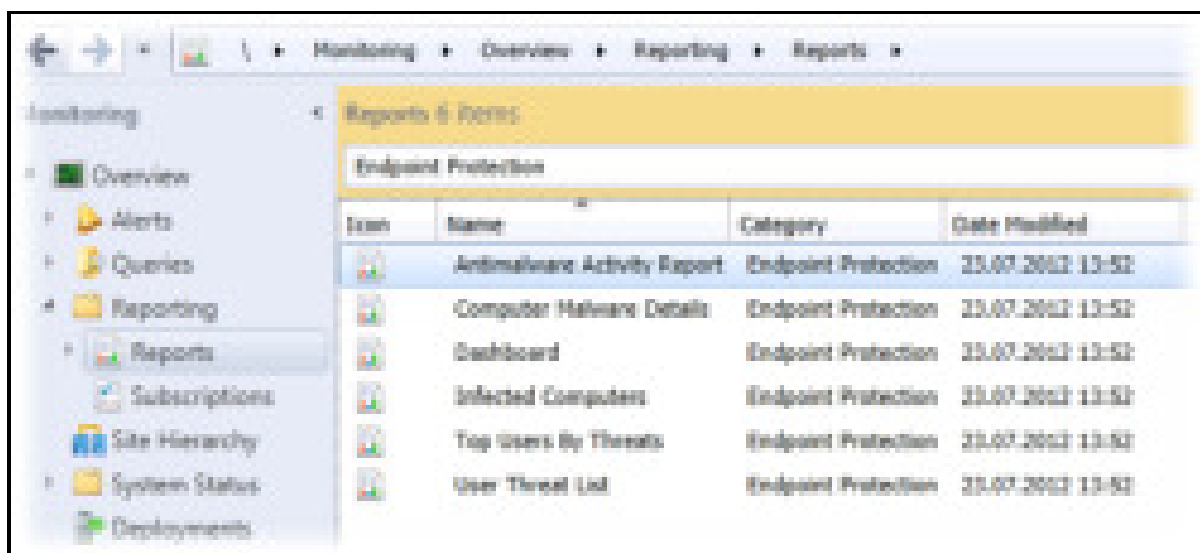 \ Monitoring Overview Reporting Reports
Monitoring
Overview
Alerts
Queries
Reporting
Reports
Subscriptions
Site Hierarchy
System Status
Deployments
Reports 6 items
Endpoint Protection
Icon Name Category Date Modified
Antimalware Activity Report Endpoint Protection 23.07.2012 13:52
Computer Malware Details Endpoint Protection 23.07.2012 13:52
Dashboard Endpoint Protection 23.07.2012 13:52
Infected Computers Endpoint Protection 23.07.2012 13:52
Top Users By Threats Endpoint Protection 23.07.2012 13:52
User Threat List Endpoint Protection 23.07.2012 13:52